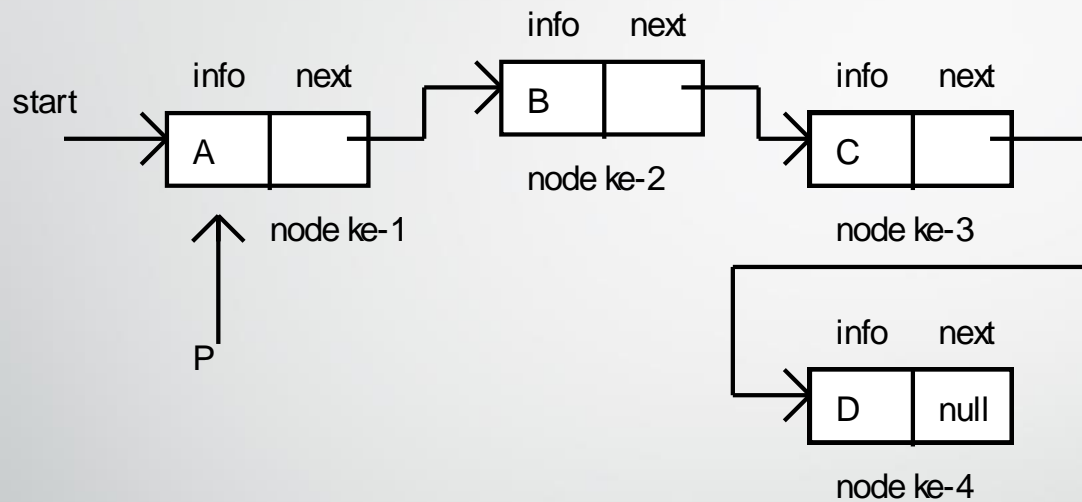 info next
info next
info next
start
B
A
C
node ke-2
node ke-1
node ke-3
info next
P
D null
node ke-4